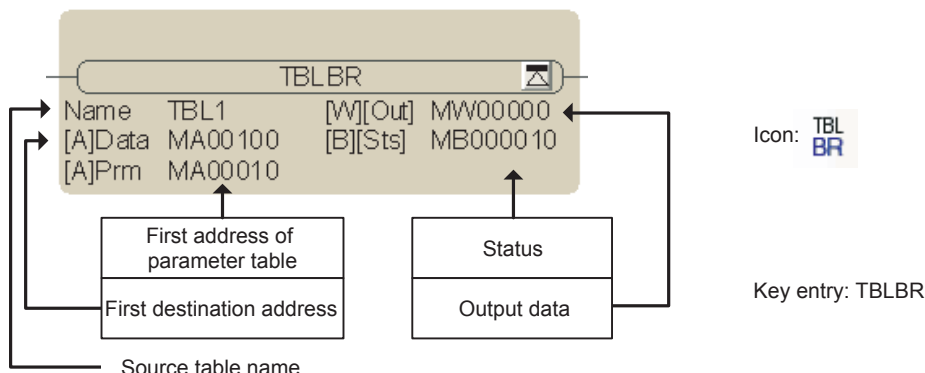 TBLBR
Name TBL1 [W][Out] MW00000
[A]Data MA00100 [B][Sts] MB000010
[A]Prm MA00010
First address of
parameter table
First destination address
Status
Output data
Source table name
Icon: TBL
BR
Key entry: TBLBR